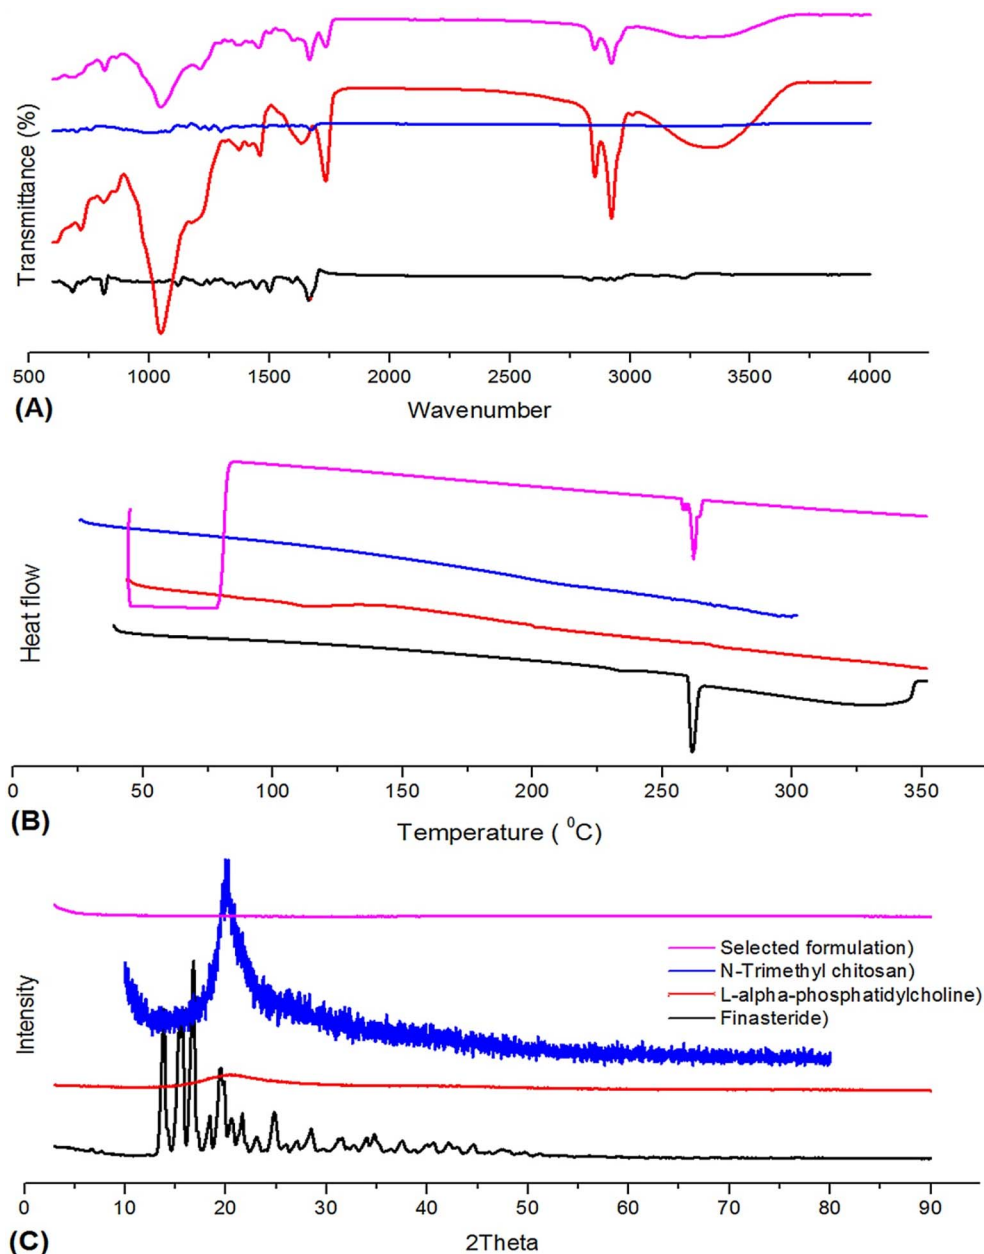 Transmittance (%)
500 1000 1500 2000 2500 3000 3500 4000
(A)
Wavenumber
Heat flow
0 50 100 150 200 250 300 350
(B)
Temperature ( ⁰C)
Intensity
Selected formulation)
N-Trimethyl chitosan)
L-alpha-phosphatidylcholine)
Finasteride)
0 10 20 30 40 50 60 70 80 90
(C)
2Theta